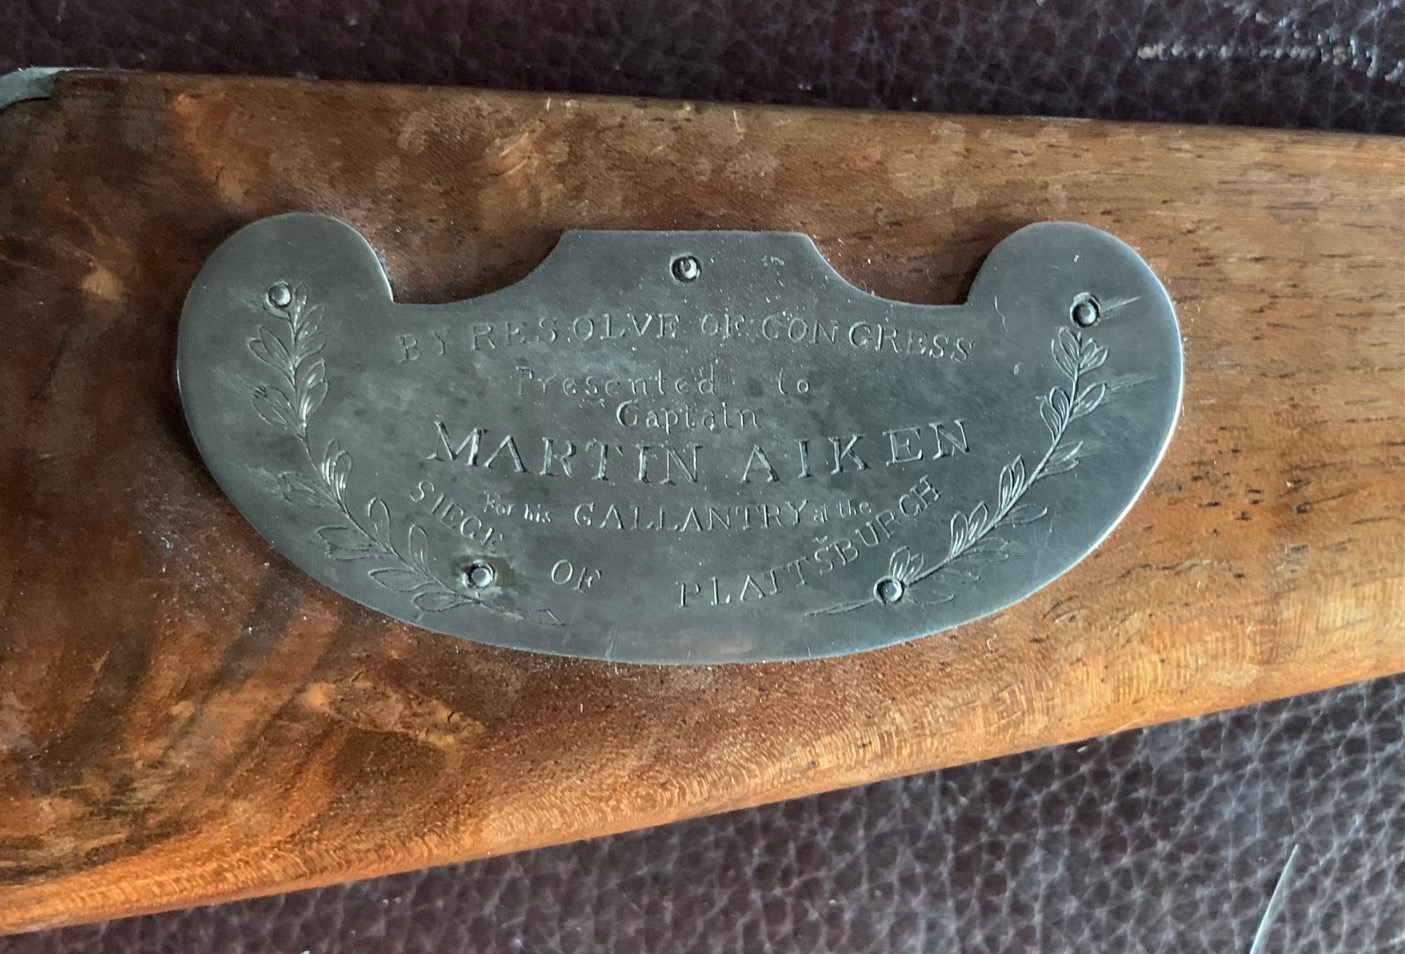 BY RESOLVE OF CONGRESS
Presented to
Captain
MARTIN AIKEN
For his GALLANTRY at the
SIEGE OF PLATTSBURGH